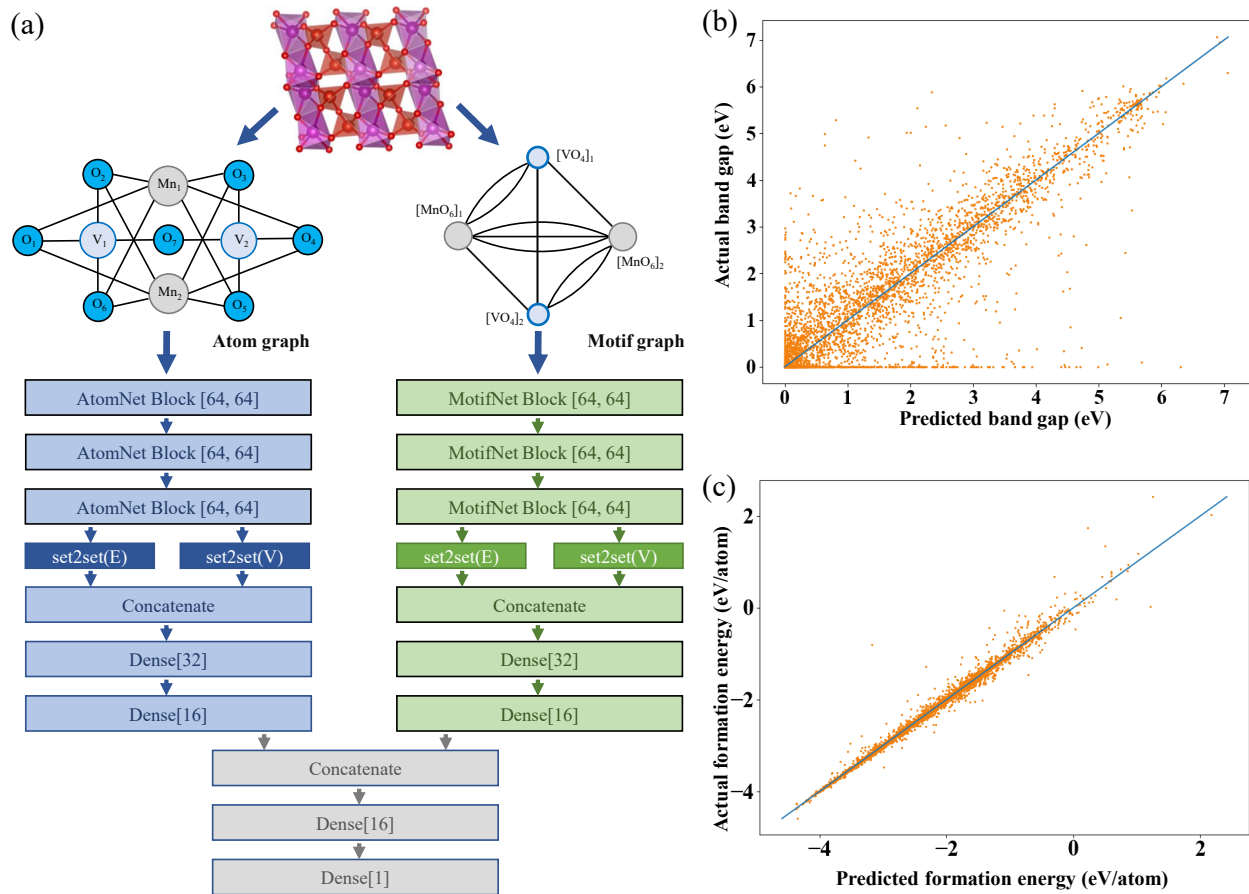 (a)
O₂
Mn₁
O₃
O₁
V₁
O₇
V₂
O₄
O₆
Mn₂
O₅
Atom graph
[VO₄]₁
[MnO₆]₁
[MnO₆]₂
[VO₄]₂
Motif graph
AtomNet Block [64, 64]
AtomNet Block [64, 64]
AtomNet Block [64, 64]
set2set(E)
set2set(V)
Concatenate
Dense[32]
Dense[16]
MotifNet Block [64, 64]
MotifNet Block [64, 64]
MotifNet Block [64, 64]
set2set(E)
set2set(V)
Concatenate
Dense[32]
Dense[16]
Concatenate
Dense[16]
Dense[1]
(b)
Actual band gap (eV)
7
6
5
4
3
2
1
0
0 1 2 3 4 5 6 7
Predicted band gap (eV)
(c)
Actual formation energy (eV/atom)
2
0
−2
−4
−4 −2 0 2
Predicted formation energy (eV/atom)